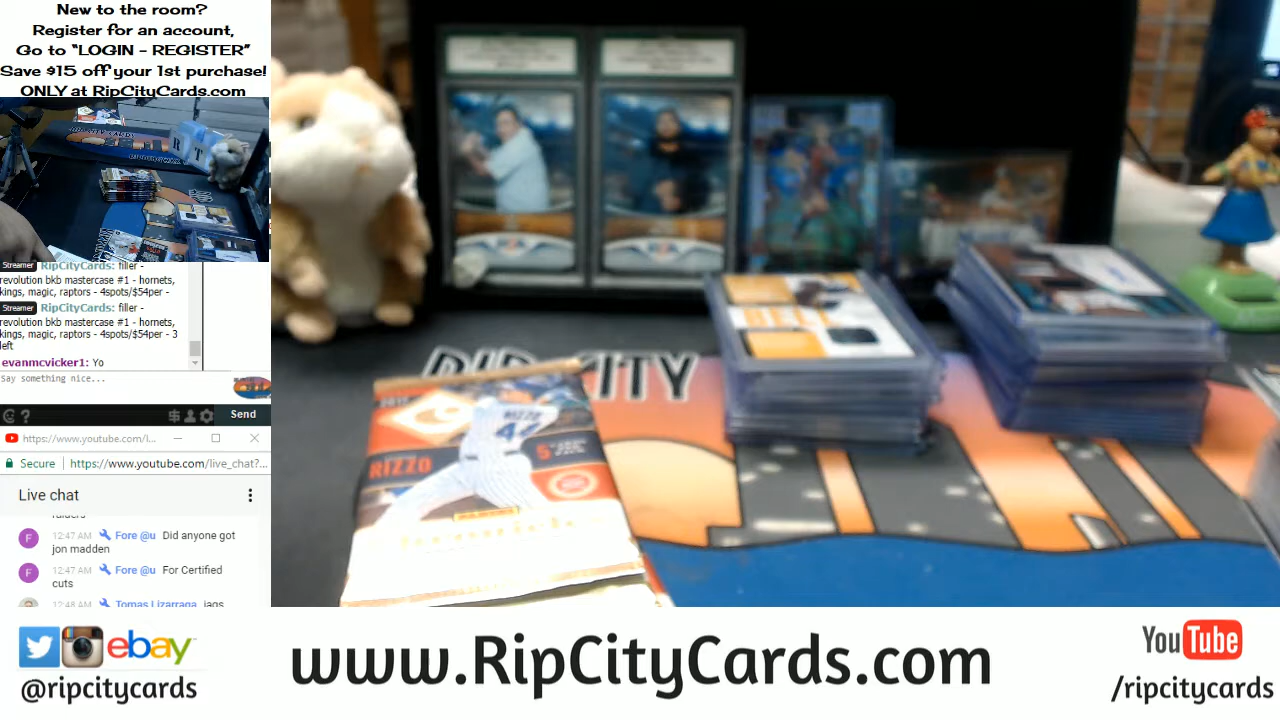 New to the room?
Register for an account,
Go to “LOGIN - REGISTER”
Save $15 off your 1st purchase!
ONLY at RipCityCards.com
Streamer RipCityCards: filler -
revolution bkb mastercase #1 - hornets,
kings, magic, raptors - 4spots/$54per -
Streamer RipCityCards: filler -
revolution bkb mastercase #1 - hornets,
kings, magic, raptors - 4spots/$54per - 3
left
evanmcvicker1: Yo
Say something nice...
Send
https://www.youtube.com/l...
Secure https://www.youtube.com/live_chat?...
Live chat
F 12:47 AM Fore @u Did anyone got
jon madden
F 12:47 AM Fore @u For Certified
cuts
12:48 AM Tomas Lizarraga jags
RIP CITY
RIZZO
44
RIZZO
5
ebay
@ripcitycards
www.RipCityCards.com
YouTube
/ripcitycards